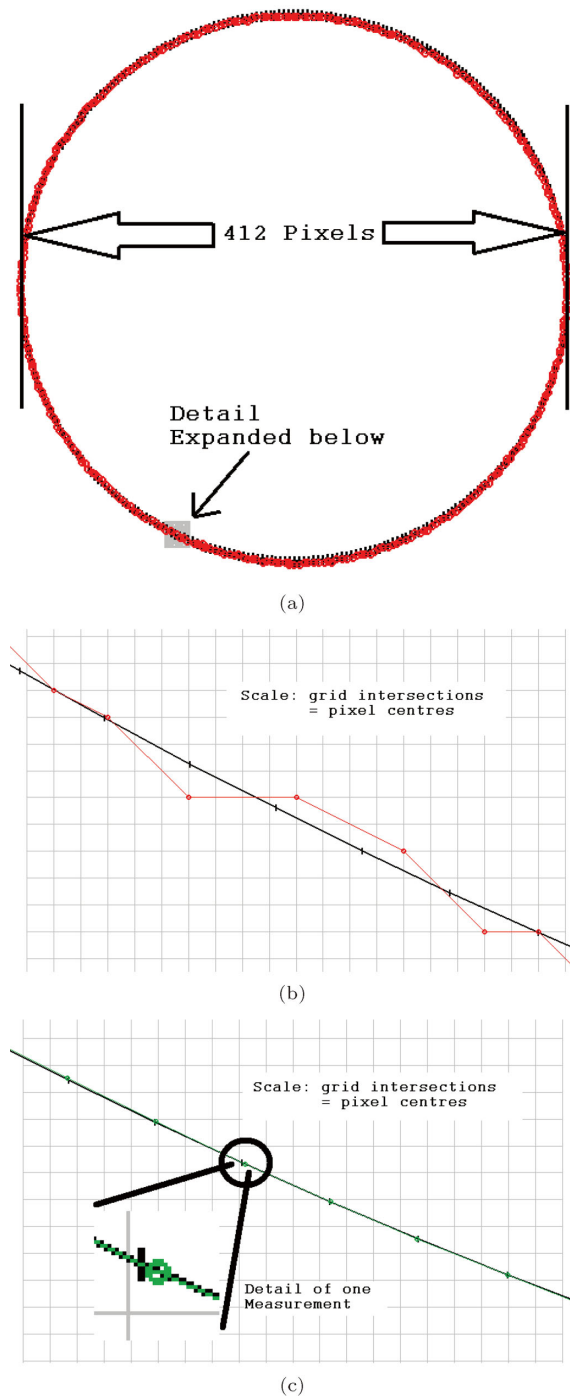 412 Pixels
Detail
Expanded below
(a)
Scale: grid intersections
= pixel centres
(b)
Scale: grid intersections
= pixel centres
Detail of one
Measurement
(c)